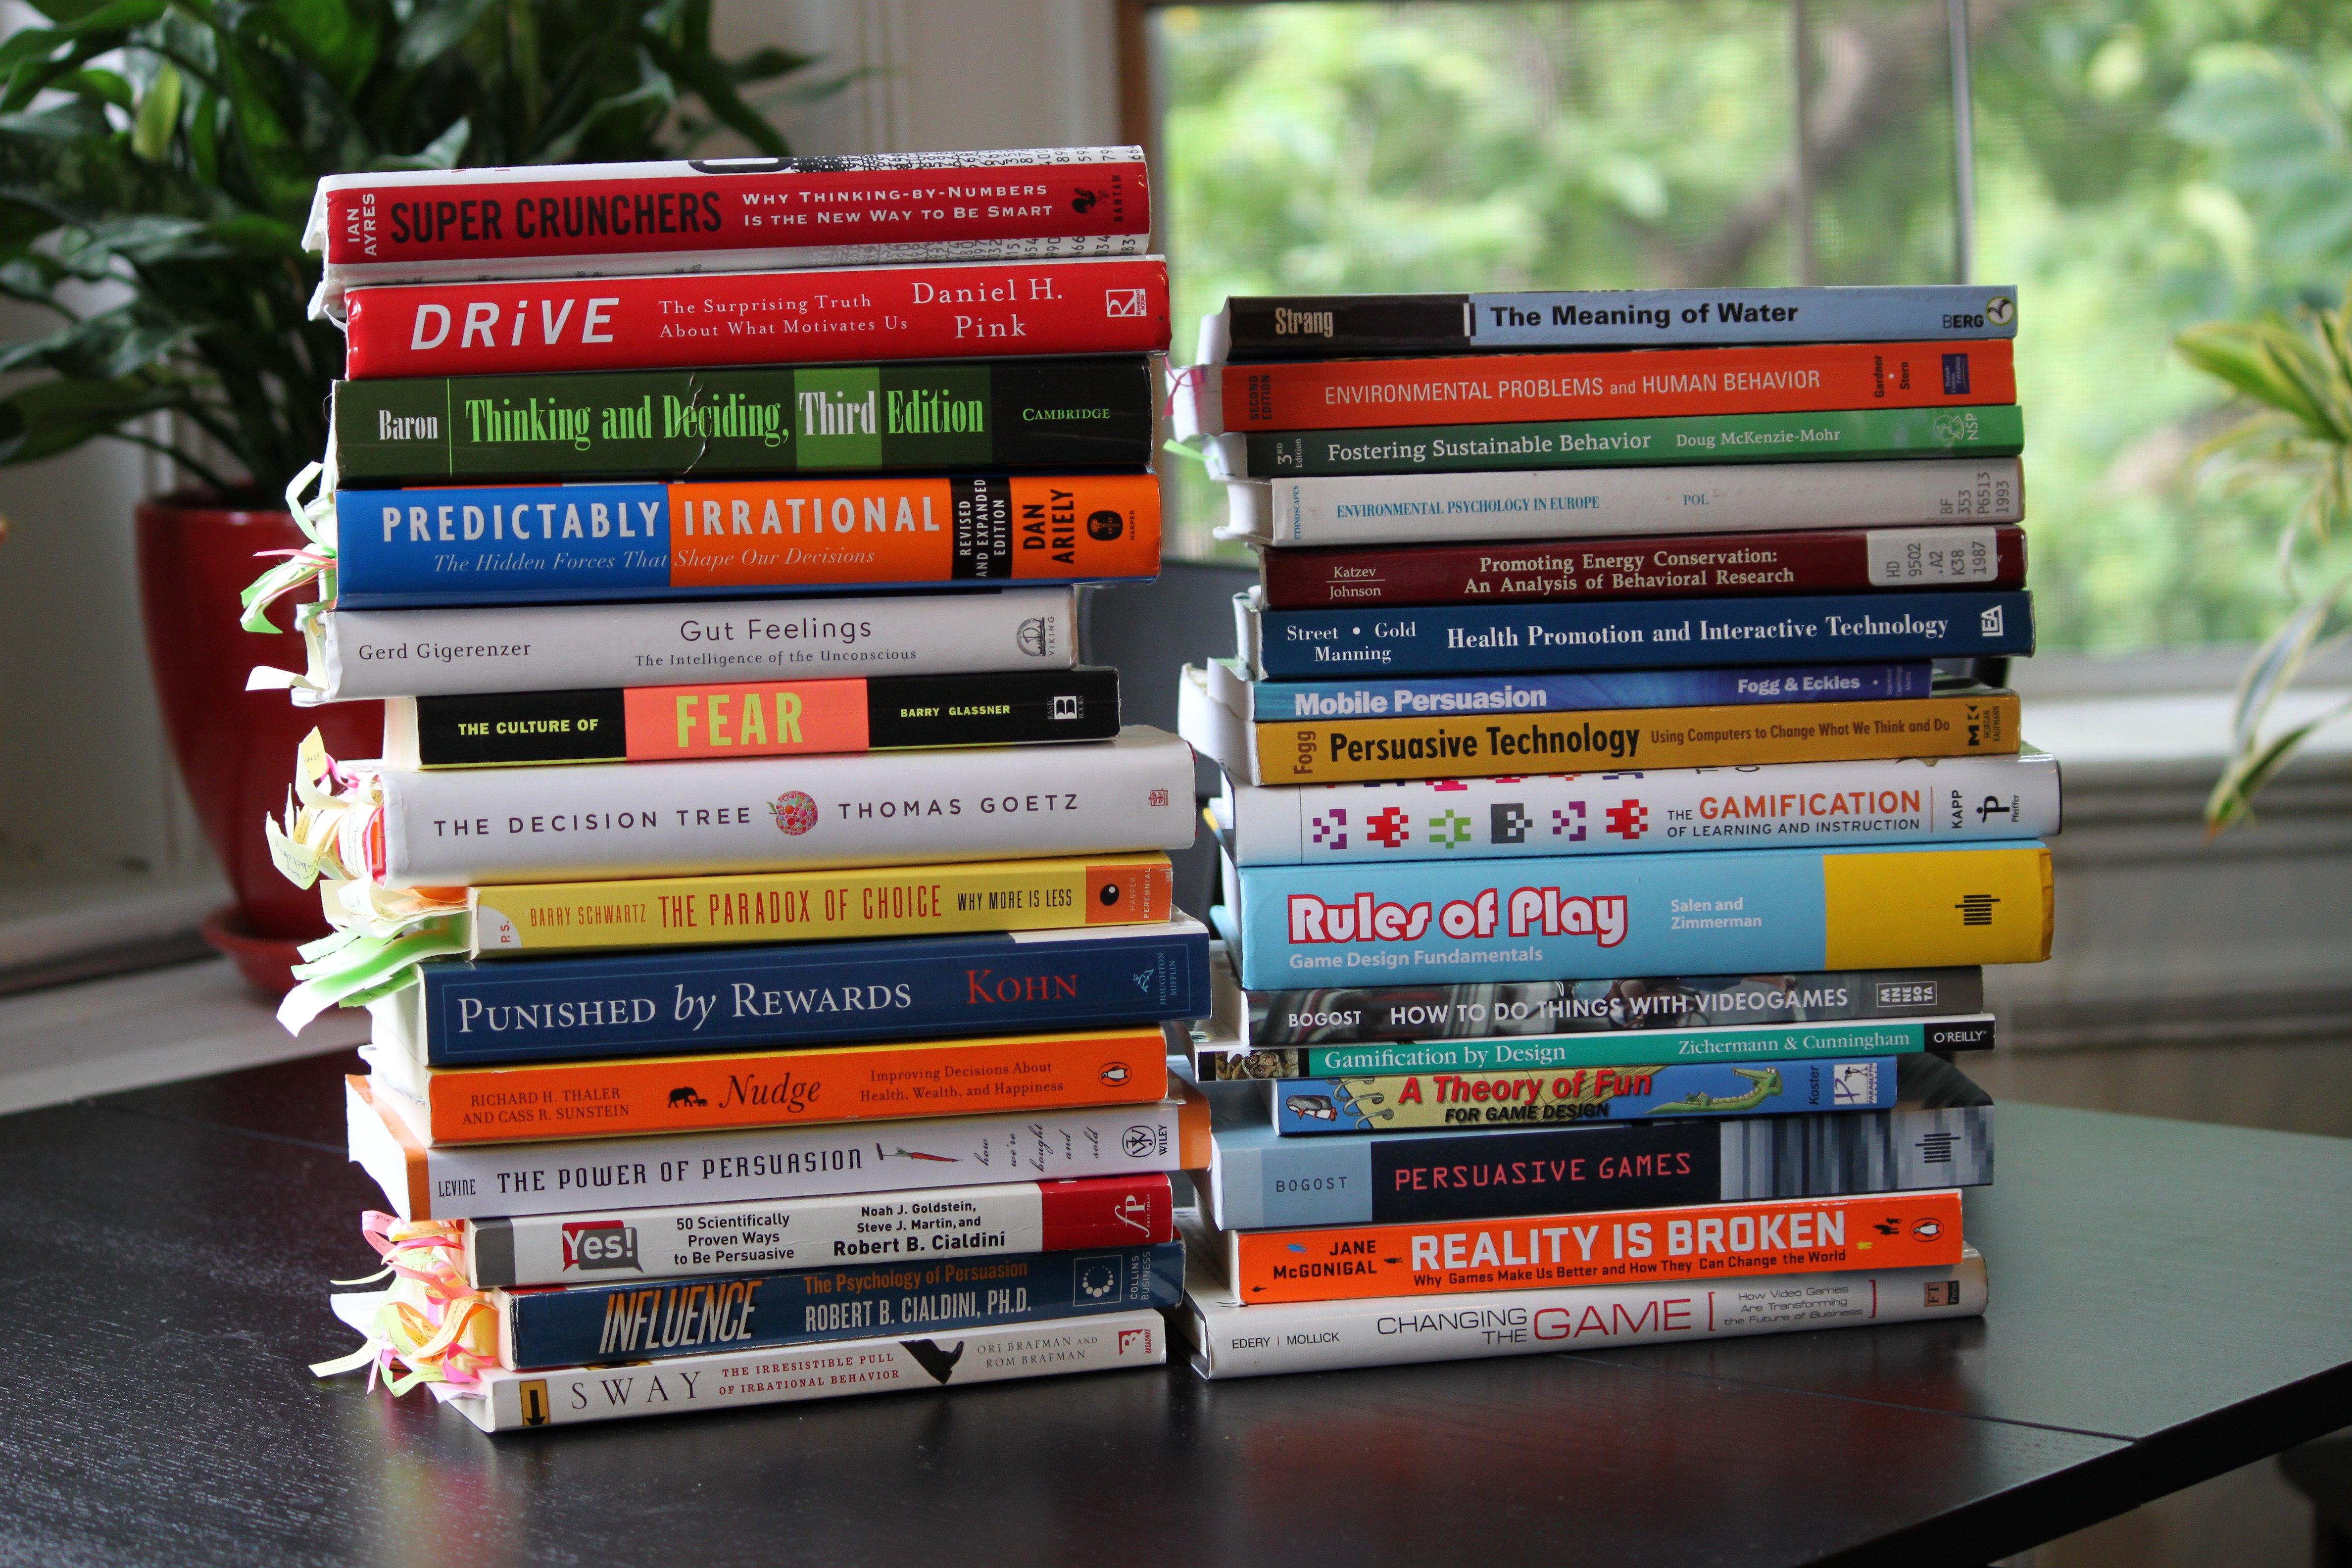 IAN
AYRES
SUPER CRUNCHERS
WHY THINKING-BY-NUMBERS
IS THE NEW WAY TO BE SMART
BANTAM
DRiVE
The Surprising Truth
About What Motivates Us
Daniel H.
Pink
Baron
Thinking and Deciding, Third Edition
CAMBRIDGE
PREDICTABLY IRRATIONAL
The Hidden Forces That Shape Our Decisions
REVISED
AND EXPANDED
EDITION
DAN
ARIELY
HARPER
Gerd Gigerenzer
Gut Feelings
The Intelligence of the Unconscious
VIKING
THE CULTURE OF
FEAR
BARRY GLASSNER
BASIC
BOOKS
THE DECISION TREE
THOMAS GOETZ
P.S.
BARRY SCHWARTZ
THE PARADOX OF CHOICE
WHY MORE IS LESS
HARPER
PERENNIAL
PUNISHED by REWARDS
KOHN
HOUGHTON
MIFFLIN
RICHARD H. THALER
AND CASS R. SUNSTEIN
Nudge
Improving Decisions About
Health, Wealth, and Happiness
LEVINE
THE POWER OF PERSUASION
how
we're
bought
and
sold
WILEY
Yes!
50 Scientifically
Proven Ways
to Be Persuasive
Noah J. Goldstein,
Steve J. Martin, and
Robert B. Cialdini
fP
FREE PRESS
INFLUENCE
The Psychology of Persuasion
ROBERT B. CIALDINI, PH.D.
COLLINS
BUSINESS
SWAY
THE IRRESISTIBLE PULL
OF IRRATIONAL BEHAVIOR
ORI BRAFMAN AND
ROM BRAFMAN
BROADWAY
Strang
The Meaning of Water
BERG
SECOND
EDITION
ENVIRONMENTAL PROBLEMS and HUMAN BEHAVIOR
Gardner
•
Stern
3RD
Edition
Fostering Sustainable Behavior
Doug McKenzie-Mohr
NSP
ETHNOSCAPES
ENVIRONMENTAL PSYCHOLOGY IN EUROPE
POL
BF
353
P6513
1993
Katzev
Johnson
Promoting Energy Conservation:
An Analysis of Behavioral Research
HD
9502
.A2
K38
1987
Street • Gold
Manning
Health Promotion and Interactive Technology
LEA
Mobile Persuasion
Fogg & Eckles
Fogg
Persuasive Technology
Using Computers to Change What We Think and Do
MORGAN
KAUFMANN
THE GAMIFICATION
OF LEARNING AND INSTRUCTION
KAPP
Pfeiffer
Rules of Play
Game Design Fundamentals
Salen and
Zimmerman
BOGOST
HOW TO DO THINGS WITH VIDEOGAMES
MINNESOTA
Gamification by Design
Zichermann & Cunningham
O'REILLY
A Theory of Fun
FOR GAME DESIGN
Koster
BOGOST
PERSUASIVE GAMES
JANE
McGONIGAL
REALITY IS BROKEN
Why Games Make Us Better and How They Can Change the World
EDERY | MOLLICK
CHANGING
THE GAME
[ How Video Games
Are Transforming
the Future of Business ]
FT
Press